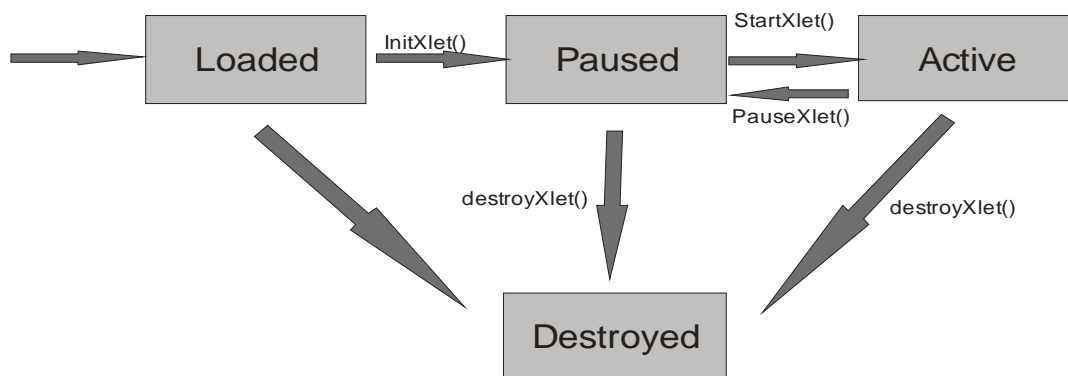 StartXlet()
InitXlet()
Loaded
Paused
Active
PauseXlet()
destroyXlet()
destroyXlet()
Destroyed